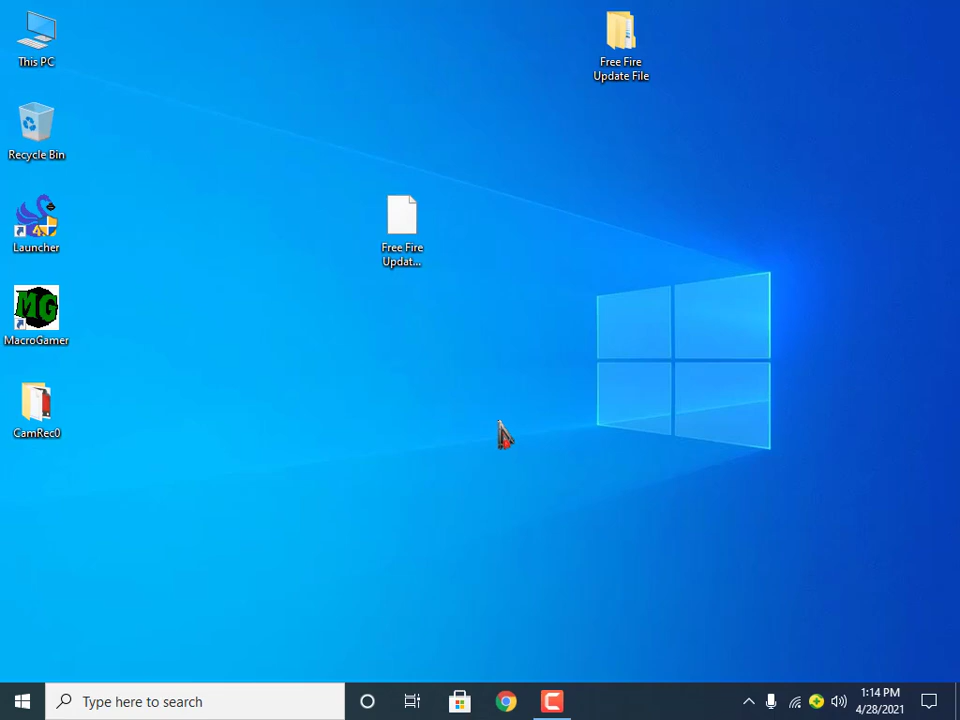 This PC
Free Fire
Update File
Recycle Bin
Launcher
Free Fire
Updat...
MG
MacroGamer
CamRec0
Type here to search
1:14 PM
4/28/2021